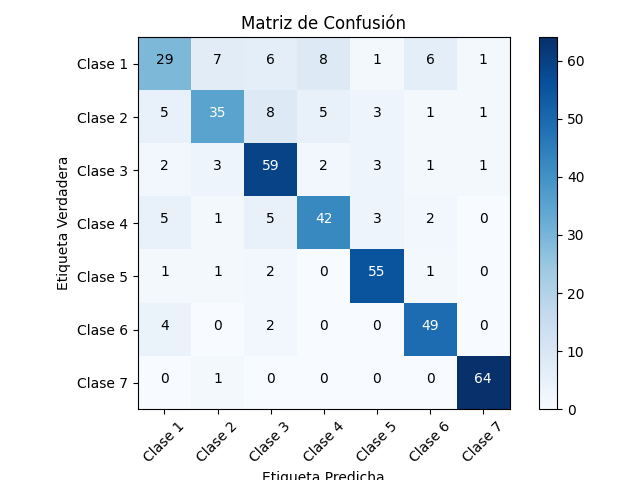 Matriz de Confusión
Clase 1 29 7 6 8 1 6 1
Clase 2 5 35 8 5 3 1 1
Clase 3 2 3 59 2 3 1 1
Clase 4 5 1 5 42 3 2 0
Clase 5 1 1 2 0 55 1 0
Clase 6 4 0 2 0 0 49 0
Clase 7 0 1 0 0 0 0 64
Clase 1 Clase 2 Clase 3 Clase 4 Clase 5 Clase 6 Clase 7
Etiqueta Predicha
Etiqueta Verdadera
60
50
40
30
20
10
0